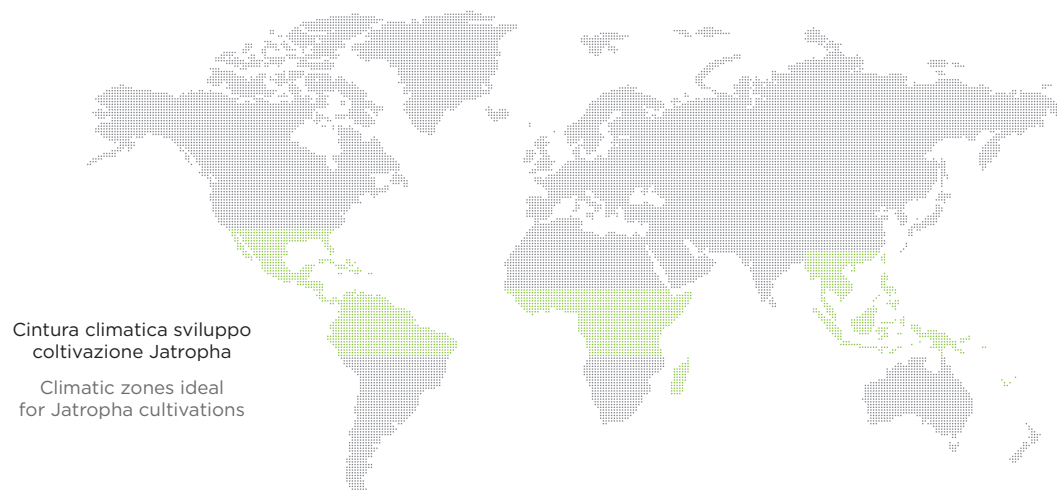 Cintura climatica sviluppo
coltivazione Jatropha
Climatic zones ideal
for Jatropha cultivations